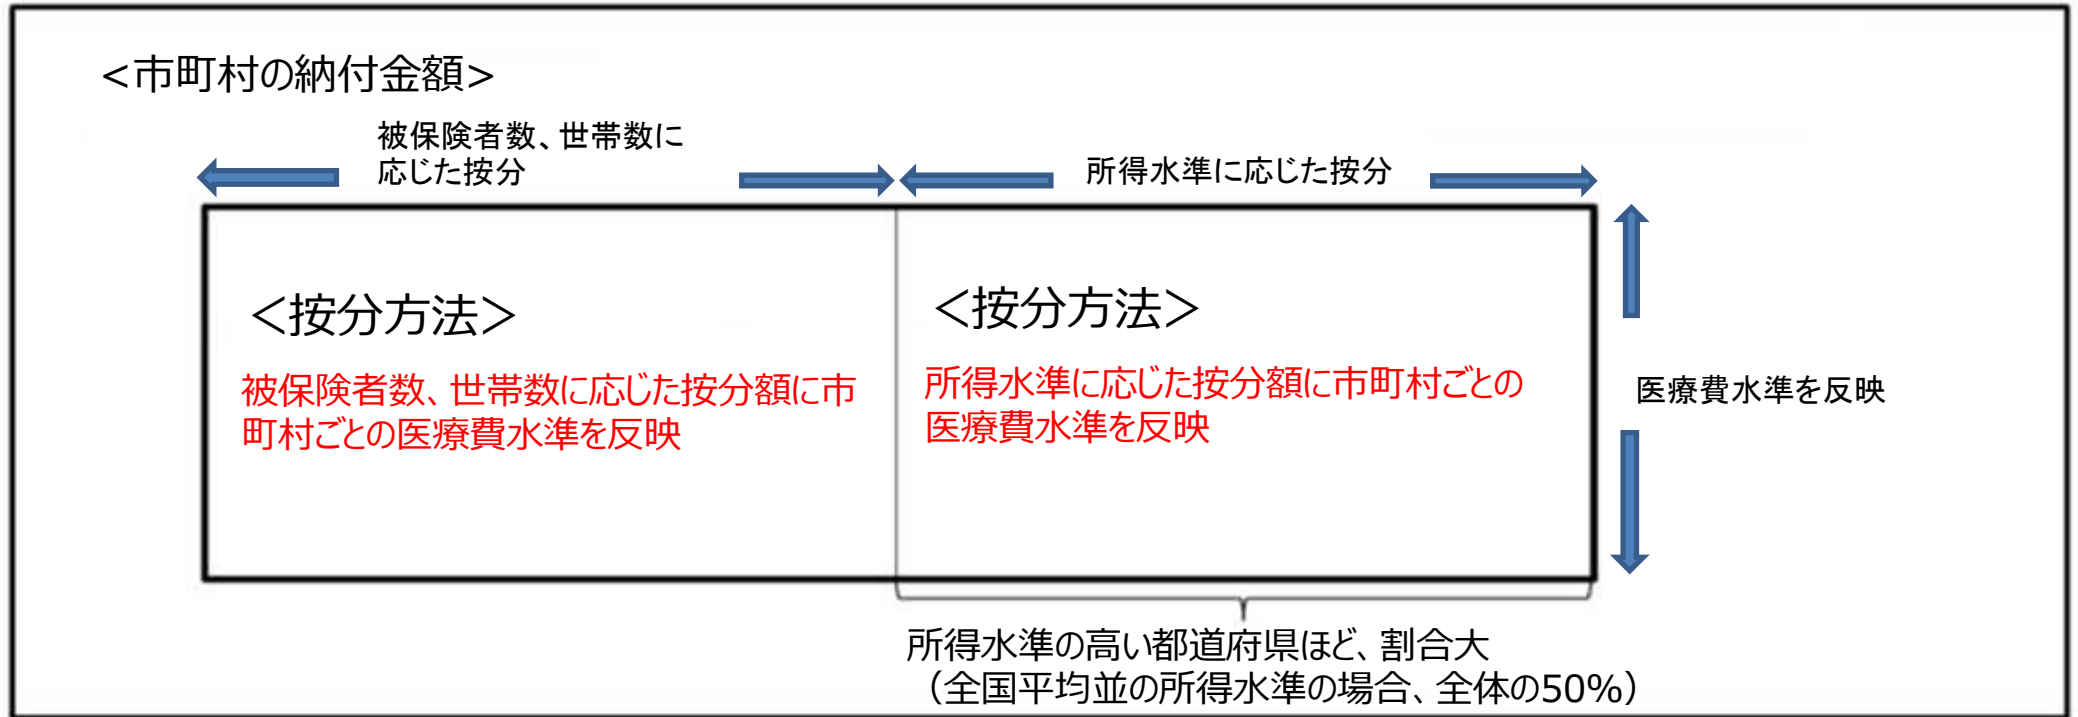 <市町村の納付金額>
被保険者数、世帯数に
応じた按分
所得水準に応じた按分
＜按分方法＞
被保険者数、世帯数に応じた按分額に市
町村ごとの医療費水準を反映
＜按分方法＞
所得水準に応じた按分額に市町村ごとの
医療費水準を反映
医療費水準を反映
所得水準の高い都道府県ほど、割合大
（全国平均並の所得水準の場合、全体の50%）